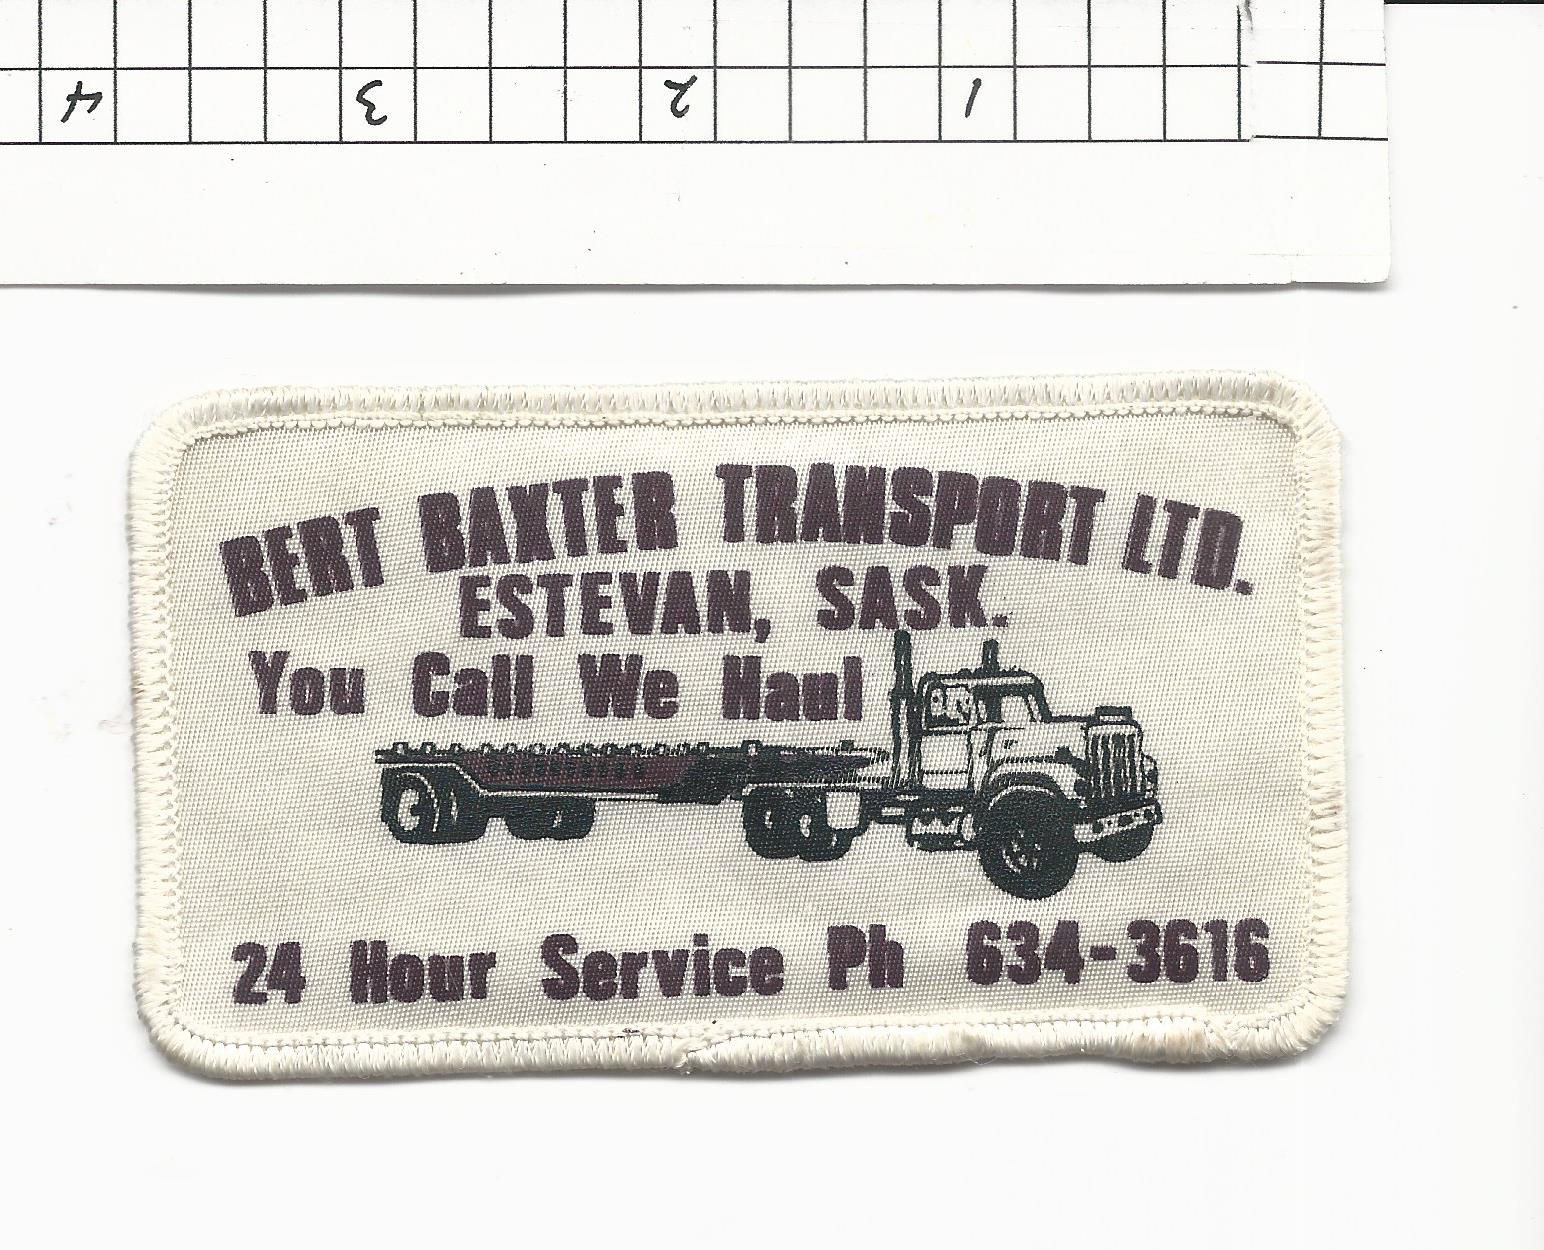 4 3 2 1
BERT BAXTER TRANSPORT LTD.
ESTEVAN, SASK.
You Call We Haul
24 Hour Service Ph 634-3616